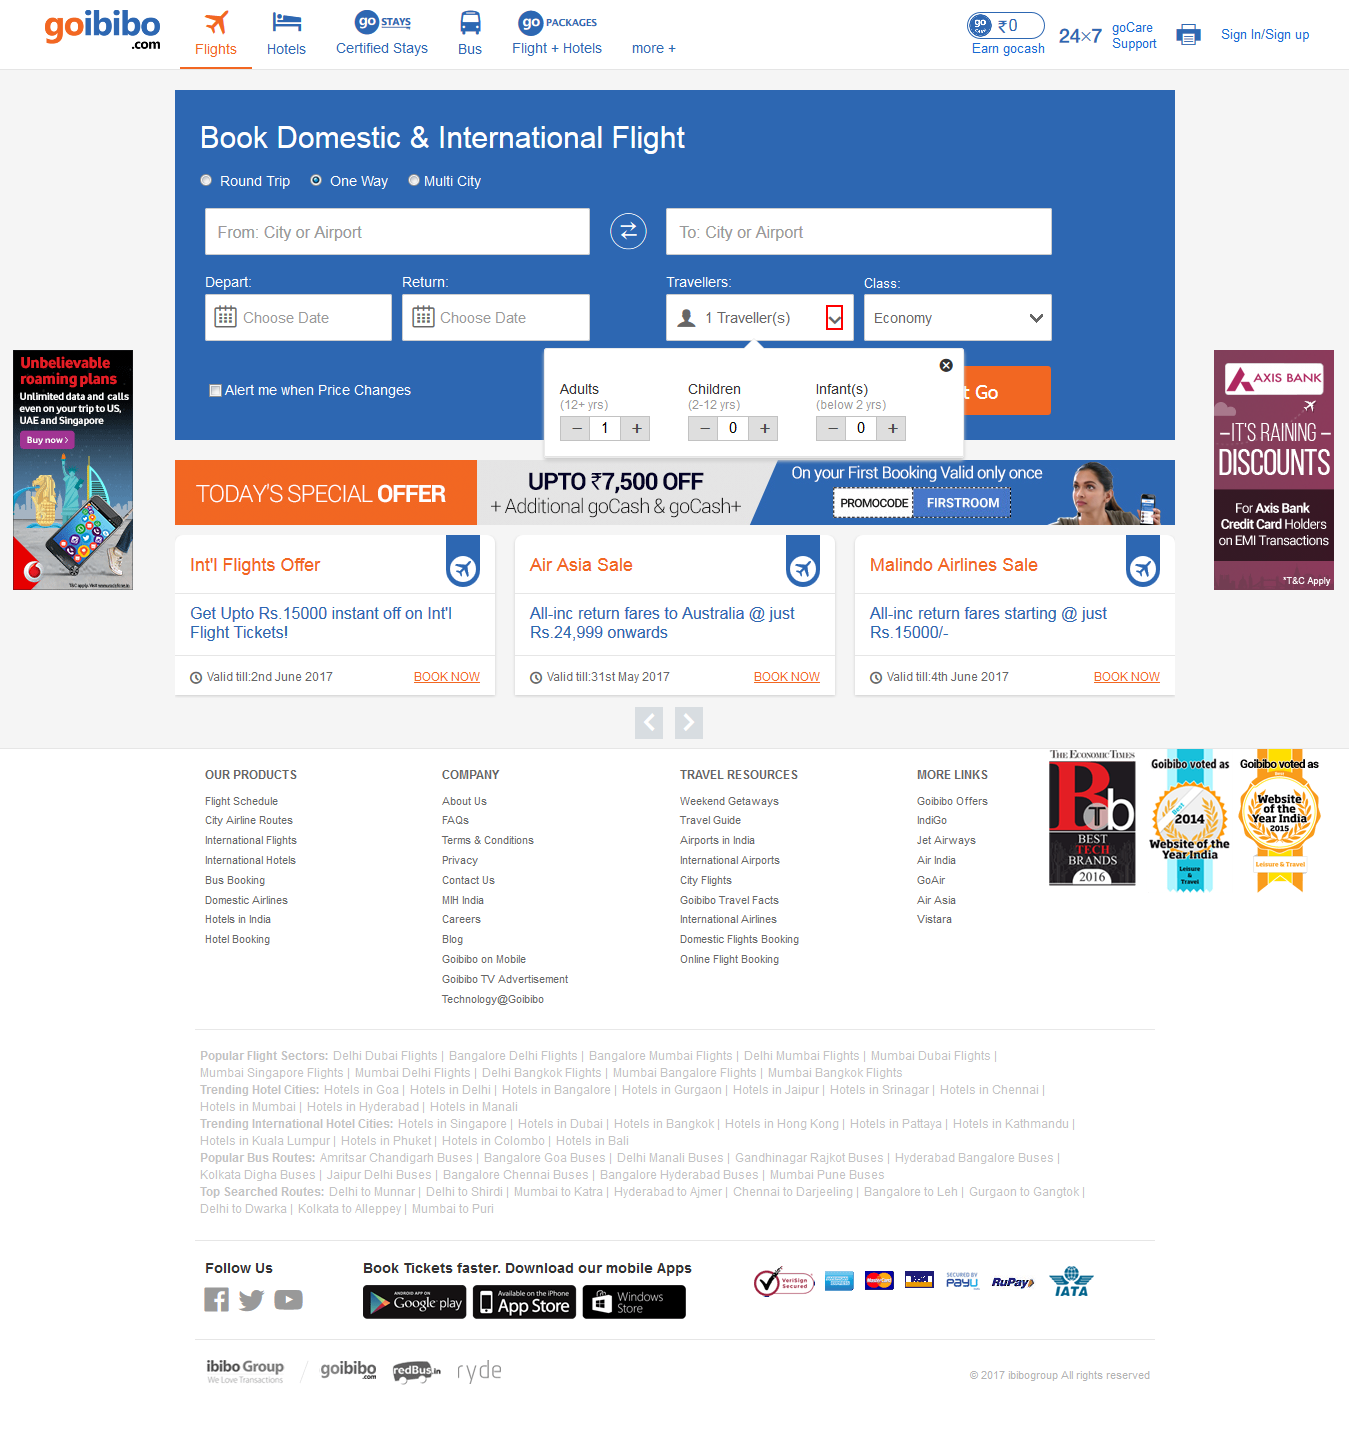 goibibo
.com
Flights
Hotels
go STAYS
Certified Stays
Bus
go PACKAGES
Flight + Hotels
more +
go Cash ₹0
Earn gocash
24×7
goCare
Support
Sign In/Sign up
Book Domestic & International Flight
Round Trip
One Way
Multi City
From: City or Airport
To: City or Airport
Depart:
Return:
Travellers:
Class:
Choose Date
Choose Date
1 Traveller(s)
Economy
Alert me when Price Changes
Adults
(12+ yrs)
− 1 +
Children
(2-12 yrs)
− 0 +
Infant(s)
(below 2 yrs)
− 0 +
t Go
Unbelievable
roaming plans
Unlimited data and calls
even on your trip to US,
UAE and Singapore
Buy now >
AXIS BANK
–IT'S RAINING–
DISCOUNTS
For Axis Bank
Credit Card Holders
on EMI Transactions
*T&C Apply
TODAY'S SPECIAL OFFER
UPTO ₹7,500 OFF
+ Additional goCash & goCash+
On your First Booking Valid only once
PROMOCODE FIRSTROOM
Int'l Flights Offer
Get Upto Rs.15000 instant off on Int'l
Flight Tickets!
Valid till:2nd June 2017
BOOK NOW
Air Asia Sale
All-inc return fares to Australia @ just
Rs.24,999 onwards
Valid till:31st May 2017
BOOK NOW
Malindo Airlines Sale
All-inc return fares starting @ just
Rs.15000/-
Valid till:4th June 2017
BOOK NOW
OUR PRODUCTS
Flight Schedule
City Airline Routes
International Flights
International Hotels
Bus Booking
Domestic Airlines
Hotels in India
Hotel Booking
COMPANY
About Us
FAQs
Terms & Conditions
Privacy
Contact Us
MIH India
Careers
Blog
Goibibo on Mobile
Goibibo TV Advertisement
Technology@Goibibo
TRAVEL RESOURCES
Weekend Getaways
Travel Guide
Airports in India
International Airports
City Flights
Goibibo Travel Facts
International Airlines
Domestic Flights Booking
Online Flight Booking
MORE LINKS
Goibibo Offers
IndiGo
Jet Airways
Air India
GoAir
Air Asia
Vistara
THE ECONOMIC TIMES
BTb
BEST
TECH
BRANDS
2016
Goibibo voted as
Best
2014
Website of the
Year India
Leisure &
Travel
Goibibo voted as
Best
Website
of the
Year India
2015
Leisure & Travel
Popular Flight Sectors: Delhi Dubai Flights | Bangalore Delhi Flights | Bangalore Mumbai Flights | Delhi Mumbai Flights | Mumbai Dubai Flights |
Mumbai Singapore Flights | Mumbai Delhi Flights | Delhi Bangkok Flights | Mumbai Bangalore Flights | Mumbai Bangkok Flights
Trending Hotel Cities: Hotels in Goa | Hotels in Delhi | Hotels in Bangalore | Hotels in Gurgaon | Hotels in Jaipur | Hotels in Srinagar | Hotels in Chennai |
Hotels in Mumbai | Hotels in Hyderabad | Hotels in Manali
Trending International Hotel Cities: Hotels in Singapore | Hotels in Dubai | Hotels in Bangkok | Hotels in Hong Kong | Hotels in Pattaya | Hotels in Kathmandu |
Hotels in Kuala Lumpur | Hotels in Phuket | Hotels in Colombo | Hotels in Bali
Popular Bus Routes: Amritsar Chandigarh Buses | Bangalore Goa Buses | Delhi Manali Buses | Gandhinagar Rajkot Buses | Hyderabad Bangalore Buses |
Kolkata Digha Buses | Jaipur Delhi Buses | Bangalore Chennai Buses | Bangalore Hyderabad Buses | Mumbai Pune Buses
Top Searched Routes: Delhi to Munnar | Delhi to Shirdi | Mumbai to Katra | Hyderabad to Ajmer | Chennai to Darjeeling | Bangalore to Leh | Gurgaon to Gangtok |
Delhi to Dwarka | Kolkata to Alleppey | Mumbai to Puri
Follow Us
Book Tickets faster. Download our mobile Apps
ANDROID APP ON
Google play
Available on the iPhone
App Store
Windows
Store
VeriSign
Secured
MasterCard
SECURED BY
PayU
RuPay
IATA
ibibo Group
We Love Transactions
goibibo
.com
redBus.in
ryde
© 2017 ibibogroup All rights reserved